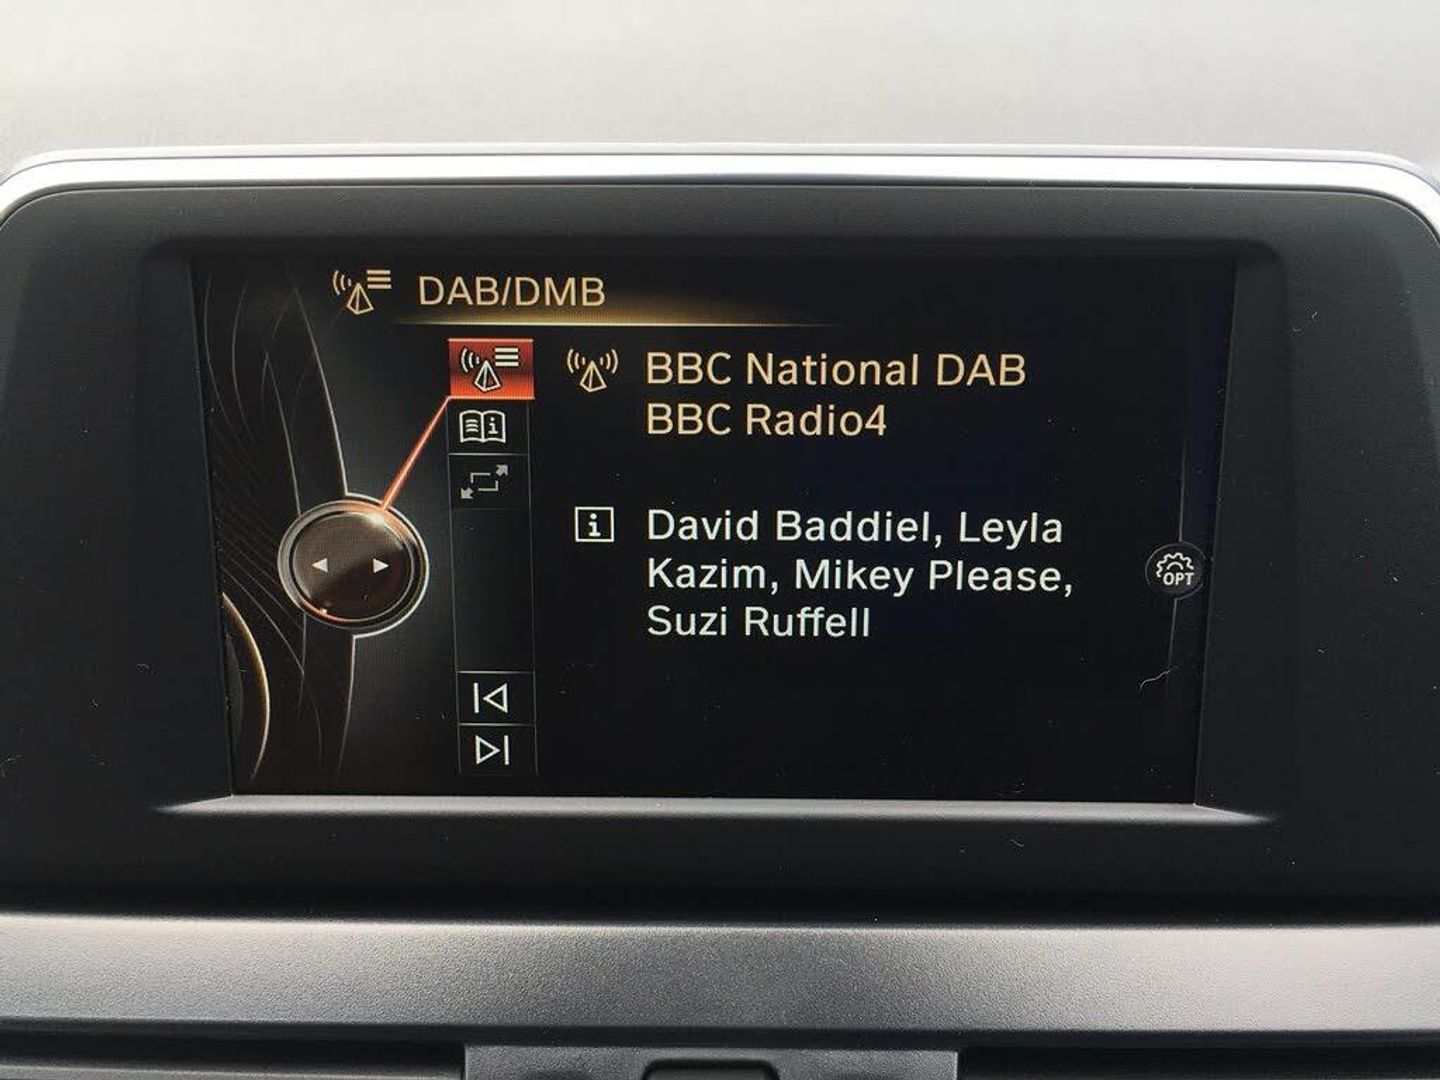 DAB/DMB
BBC National DAB
BBC Radio4
David Baddiel, Leyla
Kazim, Mikey Please,
Suzi Ruffell
OPT